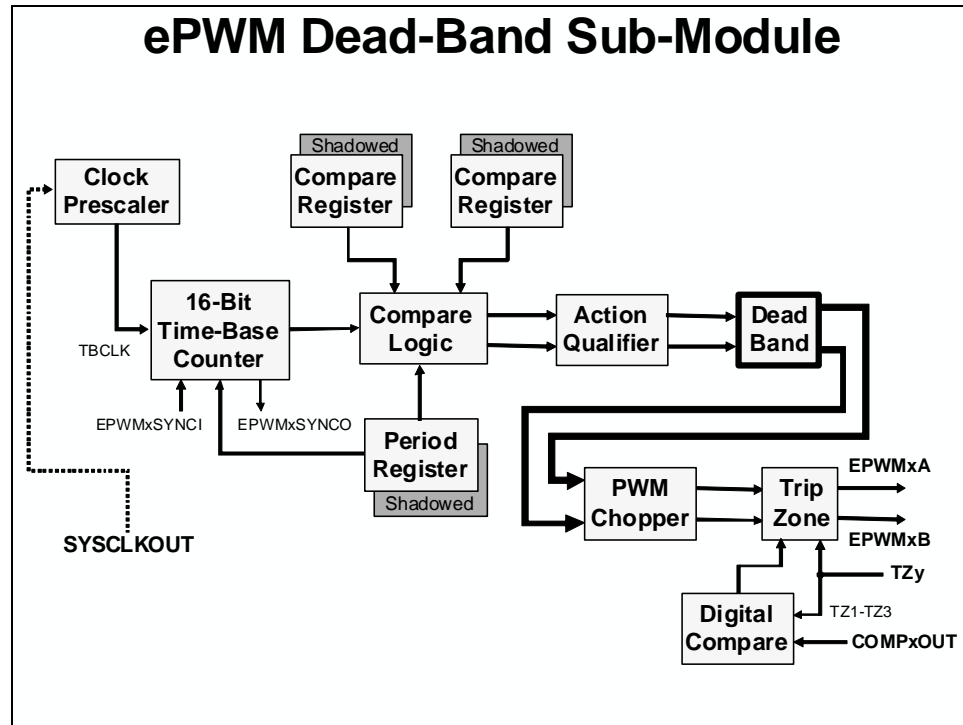 ePWM Dead-Band Sub-Module
Shadowed
Shadowed
Clock
Prescaler
Compare
Register
Compare
Register
16-Bit
Time-Base
Counter
Compare
Logic
Action
Qualifier
Dead
Band
TBCLK
EPWMxSYNCI
EPWMxSYNCO
Period
Register
Shadowed
PWM
Chopper
Trip
Zone
EPWMxA
EPWMxB
SYSCLKOUT
TZy
TZ1-TZ3
Digital
Compare
COMPxOUT